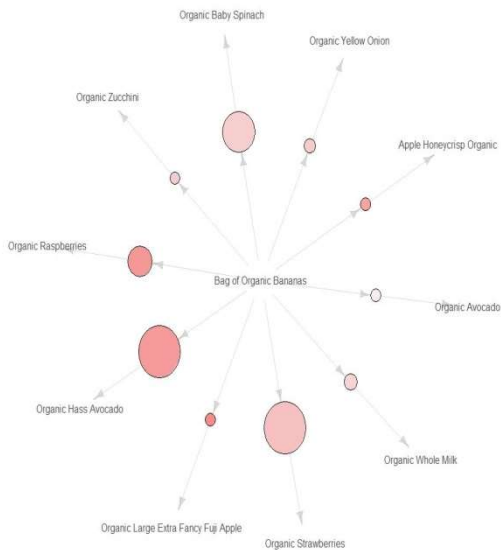 Organic Baby Spinach
Organic Yellow Onion
Organic Zucchini
Apple Honeycrisp Organic
Organic Raspberries
Bag of Organic Bananas
Organic Avocado
Organic Hass Avocado
Organic Whole Milk
Organic Large Extra Fancy Fuji Apple
Organic Strawberries